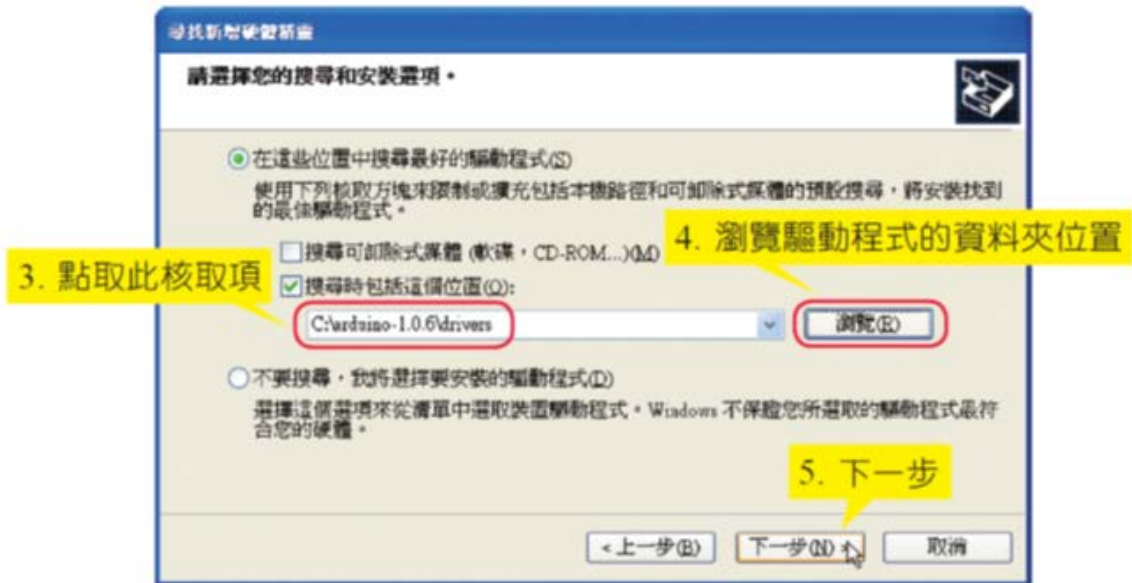 尋找新增硬體精靈
請選擇您的搜尋和安裝選項。
在這些位置中搜尋最好的驅動程式(S)
使用下列核取方塊來限制或擴充包括本機路徑和可卸除式媒體的預設搜尋,將安裝找到
的最佳驅動程式。
4. 瀏覽驅動程式的資料夾位置
搜尋可卸除式媒體 (軟碟,CD-ROM...)(M)
3. 點取此核取項
搜尋時包括這個位置(O):
C:\arduino-1.0.6\drivers
瀏覽(R)
不要搜尋,我將選擇要安裝的驅動程式(D)
選擇這個選項來從清單中選取裝置驅動程式。Windows 不保證您所選取的驅動程式最符
合您的硬體。
5. 下一步
< 上一步(B)
下一步(N) >
取消